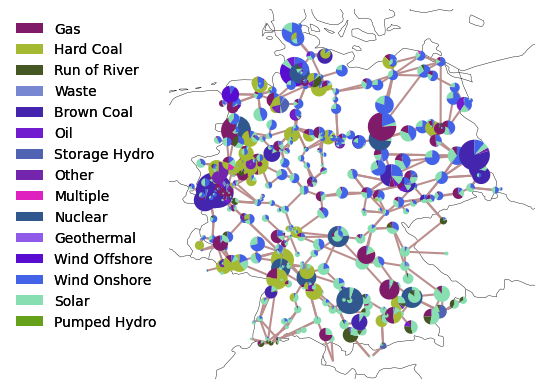 Gas
Hard Coal
Run of River
Waste
Brown Coal
Oil
Storage Hydro
Other
Multiple
Nuclear
Geothermal
Wind Offshore
Wind Onshore
Solar
Pumped Hydro